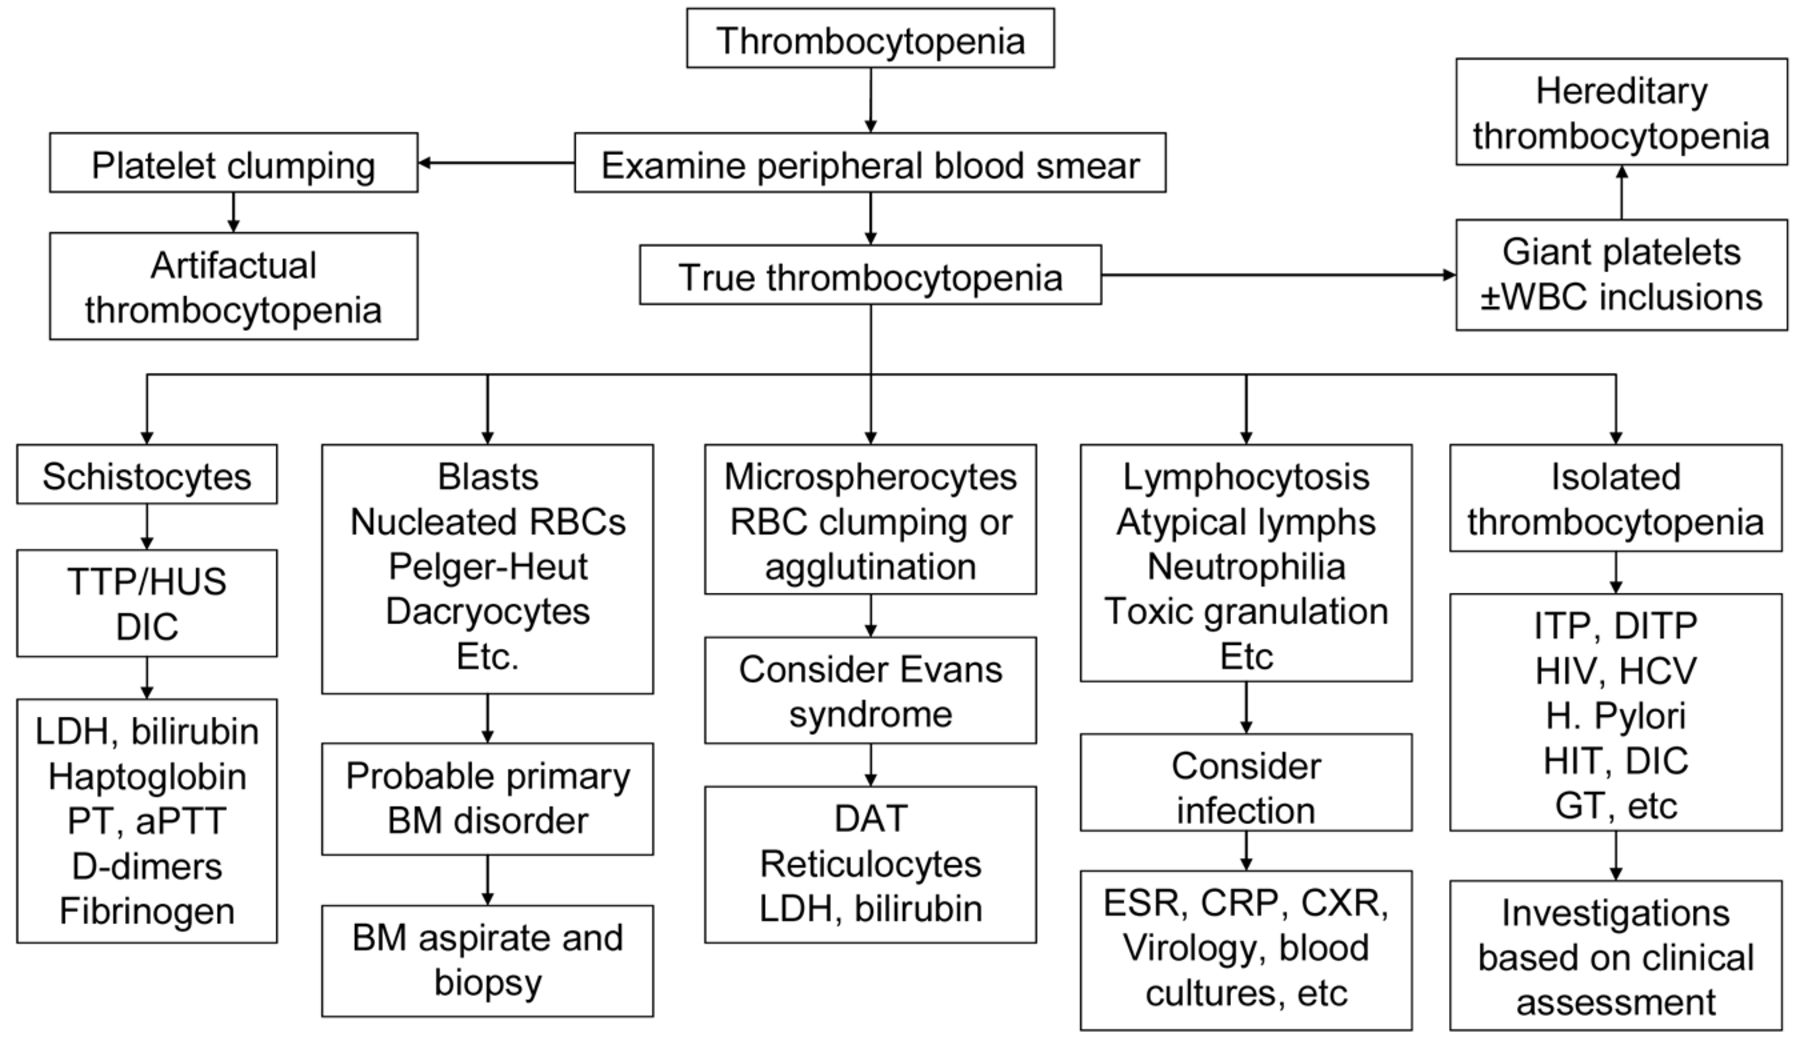 Thrombocytopenia
Hereditary
thrombocytopenia
Platelet clumping
Examine peripheral blood smear
Artifactual
thrombocytopenia
True thrombocytopenia
Giant platelets
±WBC inclusions
Schistocytes
TTP/HUS
DIC
LDH, bilirubin
Haptoglobin
PT, aPTT
D-dimers
Fibrinogen
Blasts
Nucleated RBCs
Pelger-Heut
Dacryocytes
Etc.
Probable primary
BM disorder
BM aspirate and
biopsy
Microspherocytes
RBC clumping or
agglutination
Consider Evans
syndrome
DAT
Reticulocytes
LDH, bilirubin
Lymphocytosis
Atypical lymphs
Neutrophilia
Toxic granulation
Etc
Consider
infection
ESR, CRP, CXR,
Virology, blood
cultures, etc
Isolated
thrombocytopenia
ITP, DITP
HIV, HCV
H. Pylori
HIT, DIC
GT, etc
Investigations
based on clinical
assessment